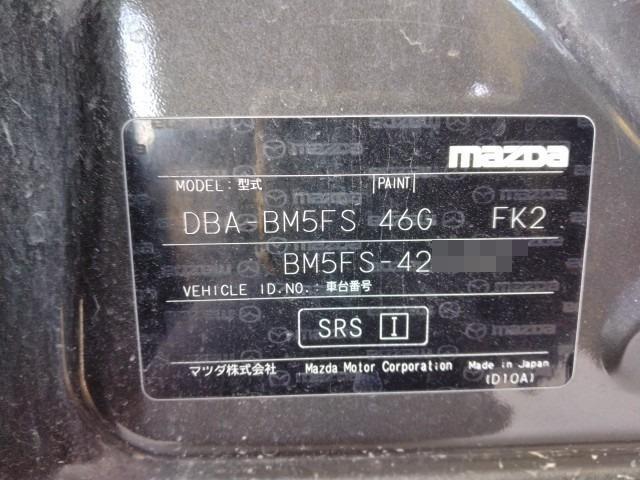 mazda
MODEL:型式 PAINT
DBA-BM5FS 46G FK2
BM5FS-42
VEHICLE ID.NO.:車台番号
SRS I
マツダ株式会社 Mazda Motor Corporation Made in Japan
(D10A)